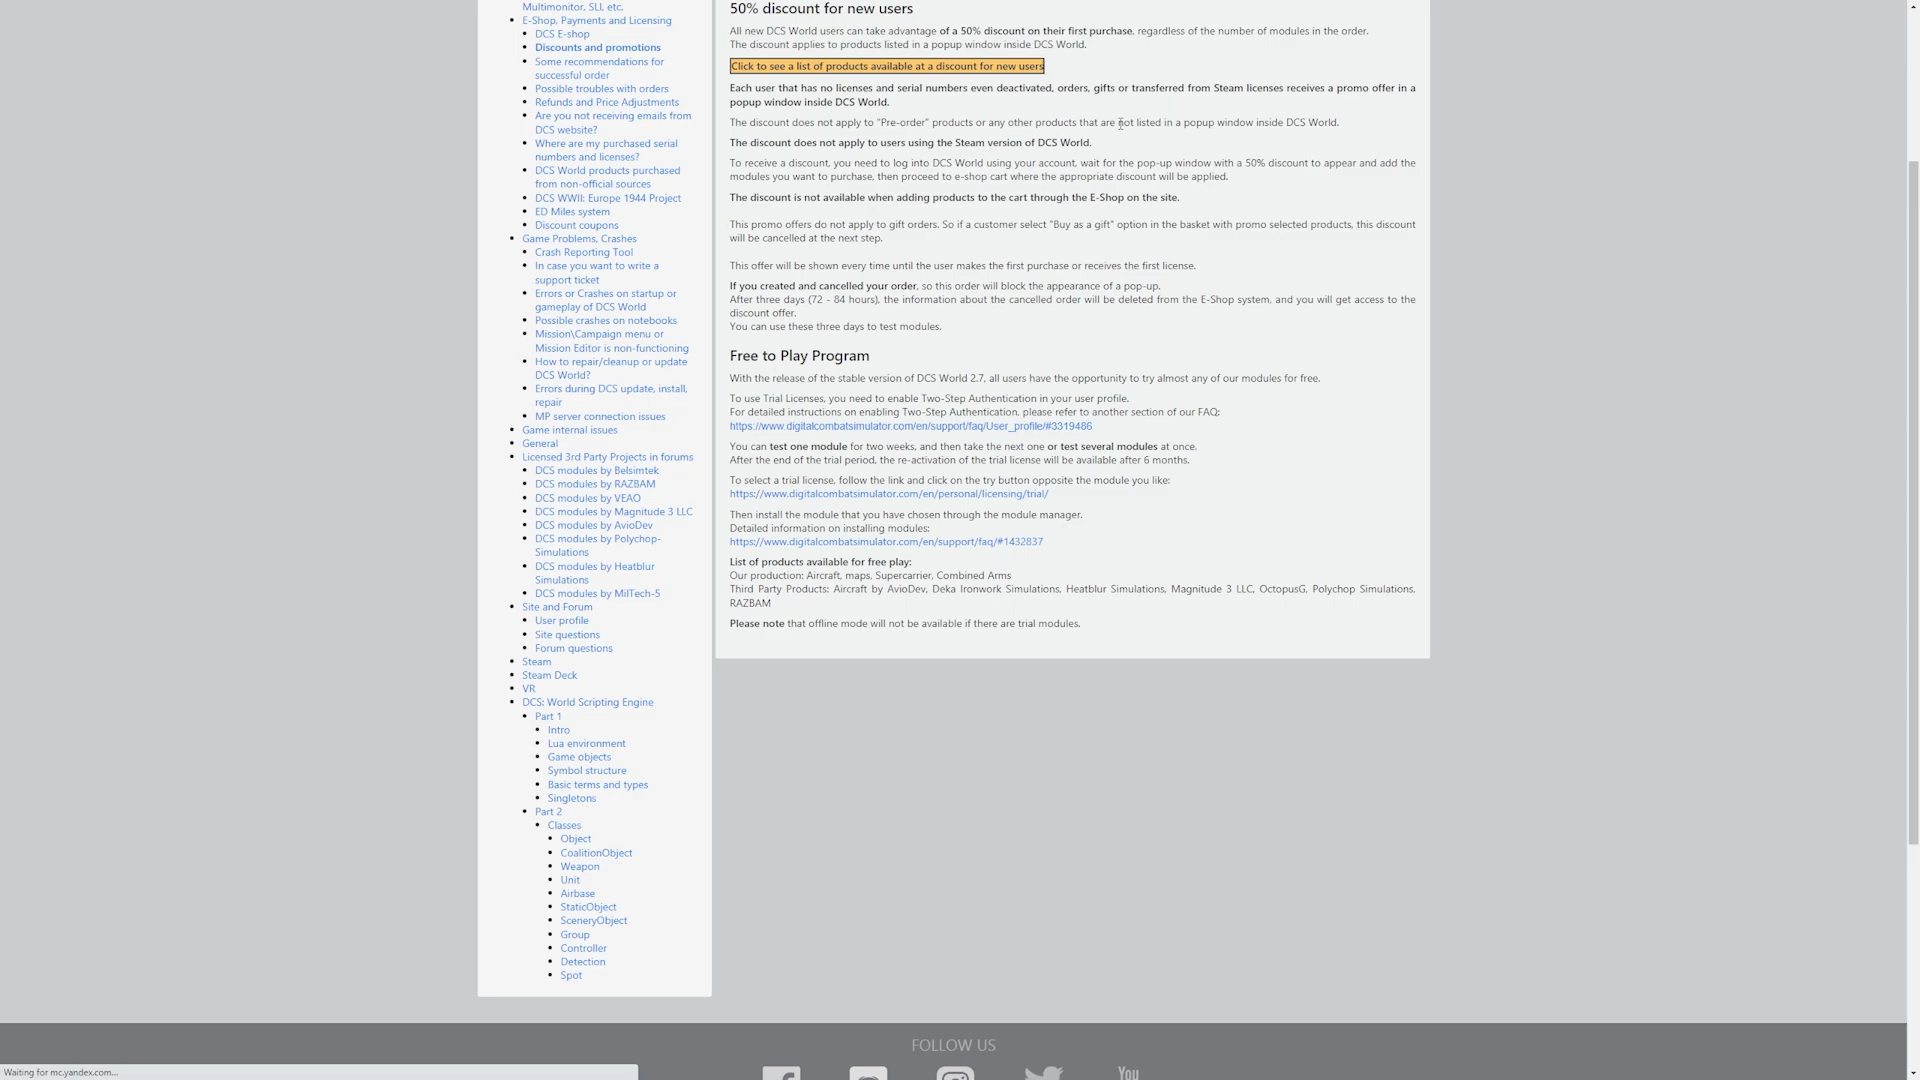 Multimonitor, SLI, etc.
E-Shop, Payments and Licensing
DCS E-shop
Discounts and promotions
Some recommendations for
successful order
Possible troubles with orders
Refunds and Price Adjustments
Are you not receiving emails from
DCS website?
Where are my purchased serial
numbers and licenses?
DCS World products purchased
from non-official sources
DCS WWII: Europe 1944 Project
ED Miles system
Discount coupons
Game Problems, Crashes
Crash Reporting Tool
In case you want to write a
support ticket
Errors or Crashes on startup or
gameplay of DCS World
Possible crashes on notebooks
Mission\Campaign menu or
Mission Editor is non-functioning
How to repair/cleanup or update
DCS World?
Errors during DCS update, install,
repair
MP server connection issues
Game internal issues
General
Licensed 3rd Party Projects in forums
DCS modules by Belsimtek
DCS modules by RAZBAM
DCS modules by VEAO
DCS modules by Magnitude 3 LLC
DCS modules by AvioDev
DCS modules by Polychop-
Simulations
DCS modules by Heatblur
Simulations
DCS modules by MilTech-5
Site and Forum
User profile
Site questions
Forum questions
Steam
Steam Deck
VR
DCS: World Scripting Engine
Part 1
Intro
Lua environment
Game objects
Symbol structure
Basic terms and types
Singletons
Part 2
Classes
Object
CoalitionObject
Weapon
Unit
Airbase
StaticObject
SceneryObject
Group
Controller
Detection
Spot
50% discount for new users
All new DCS World users can take advantage of a 50% discount on their first purchase, regardless of the number of modules in the order.
The discount applies to products listed in a popup window inside DCS World.
Click to see a list of products available at a discount for new users
Each user that has no licenses and serial numbers even deactivated, orders, gifts or transferred from Steam licenses receives a promo offer in a
popup window inside DCS World.
The discount does not apply to "Pre-order" products or any other products that are not listed in a popup window inside DCS World.
The discount does not apply to users using the Steam version of DCS World.
To receive a discount, you need to log into DCS World using your account, wait for the pop-up window with a 50% discount to appear and add the
modules you want to purchase, then proceed to e-shop cart where the appropriate discount will be applied.
The discount is not available when adding products to the cart through the E-Shop on the site.
This promo offers do not apply to gift orders. So if a customer select "Buy as a gift" option in the basket with promo selected products, this discount
will be cancelled at the next step.
This offer will be shown every time until the user makes the first purchase or receives the first license.
If you created and cancelled your order, so this order will block the appearance of a pop-up.
After three days (72 - 84 hours), the information about the cancelled order will be deleted from the E-Shop system, and you will get access to the
discount offer.
You can use these three days to test modules.
Free to Play Program
With the release of the stable version of DCS World 2.7, all users have the opportunity to try almost any of our modules for free.
To use Trial Licenses, you need to enable Two-Step Authentication in your user profile.
For detailed instructions on enabling Two-Step Authentication, please refer to another section of our FAQ:
https://www.digitalcombatsimulator.com/en/support/faq/User_profile/#3319486
You can test one module for two weeks, and then take the next one or test several modules at once.
After the end of the trial period, the re-activation of the trial license will be available after 6 months.
To select a trial license, follow the link and click on the try button opposite the module you like:
https://www.digitalcombatsimulator.com/en/personal/licensing/trial/
Then install the module that you have chosen through the module manager.
Detailed information on installing modules:
https://www.digitalcombatsimulator.com/en/support/faq/#1432837
List of products available for free play:
Our production: Aircraft, maps, Supercarrier, Combined Arms
Third Party Products: Aircraft by AvioDev, Deka Ironwork Simulations, Heatblur Simulations, Magnitude 3 LLC, OctopusG, Polychop Simulations,
RAZBAM
Please note that offline mode will not be available if there are trial modules.
FOLLOW US
You
Waiting for mc.yandex.com...